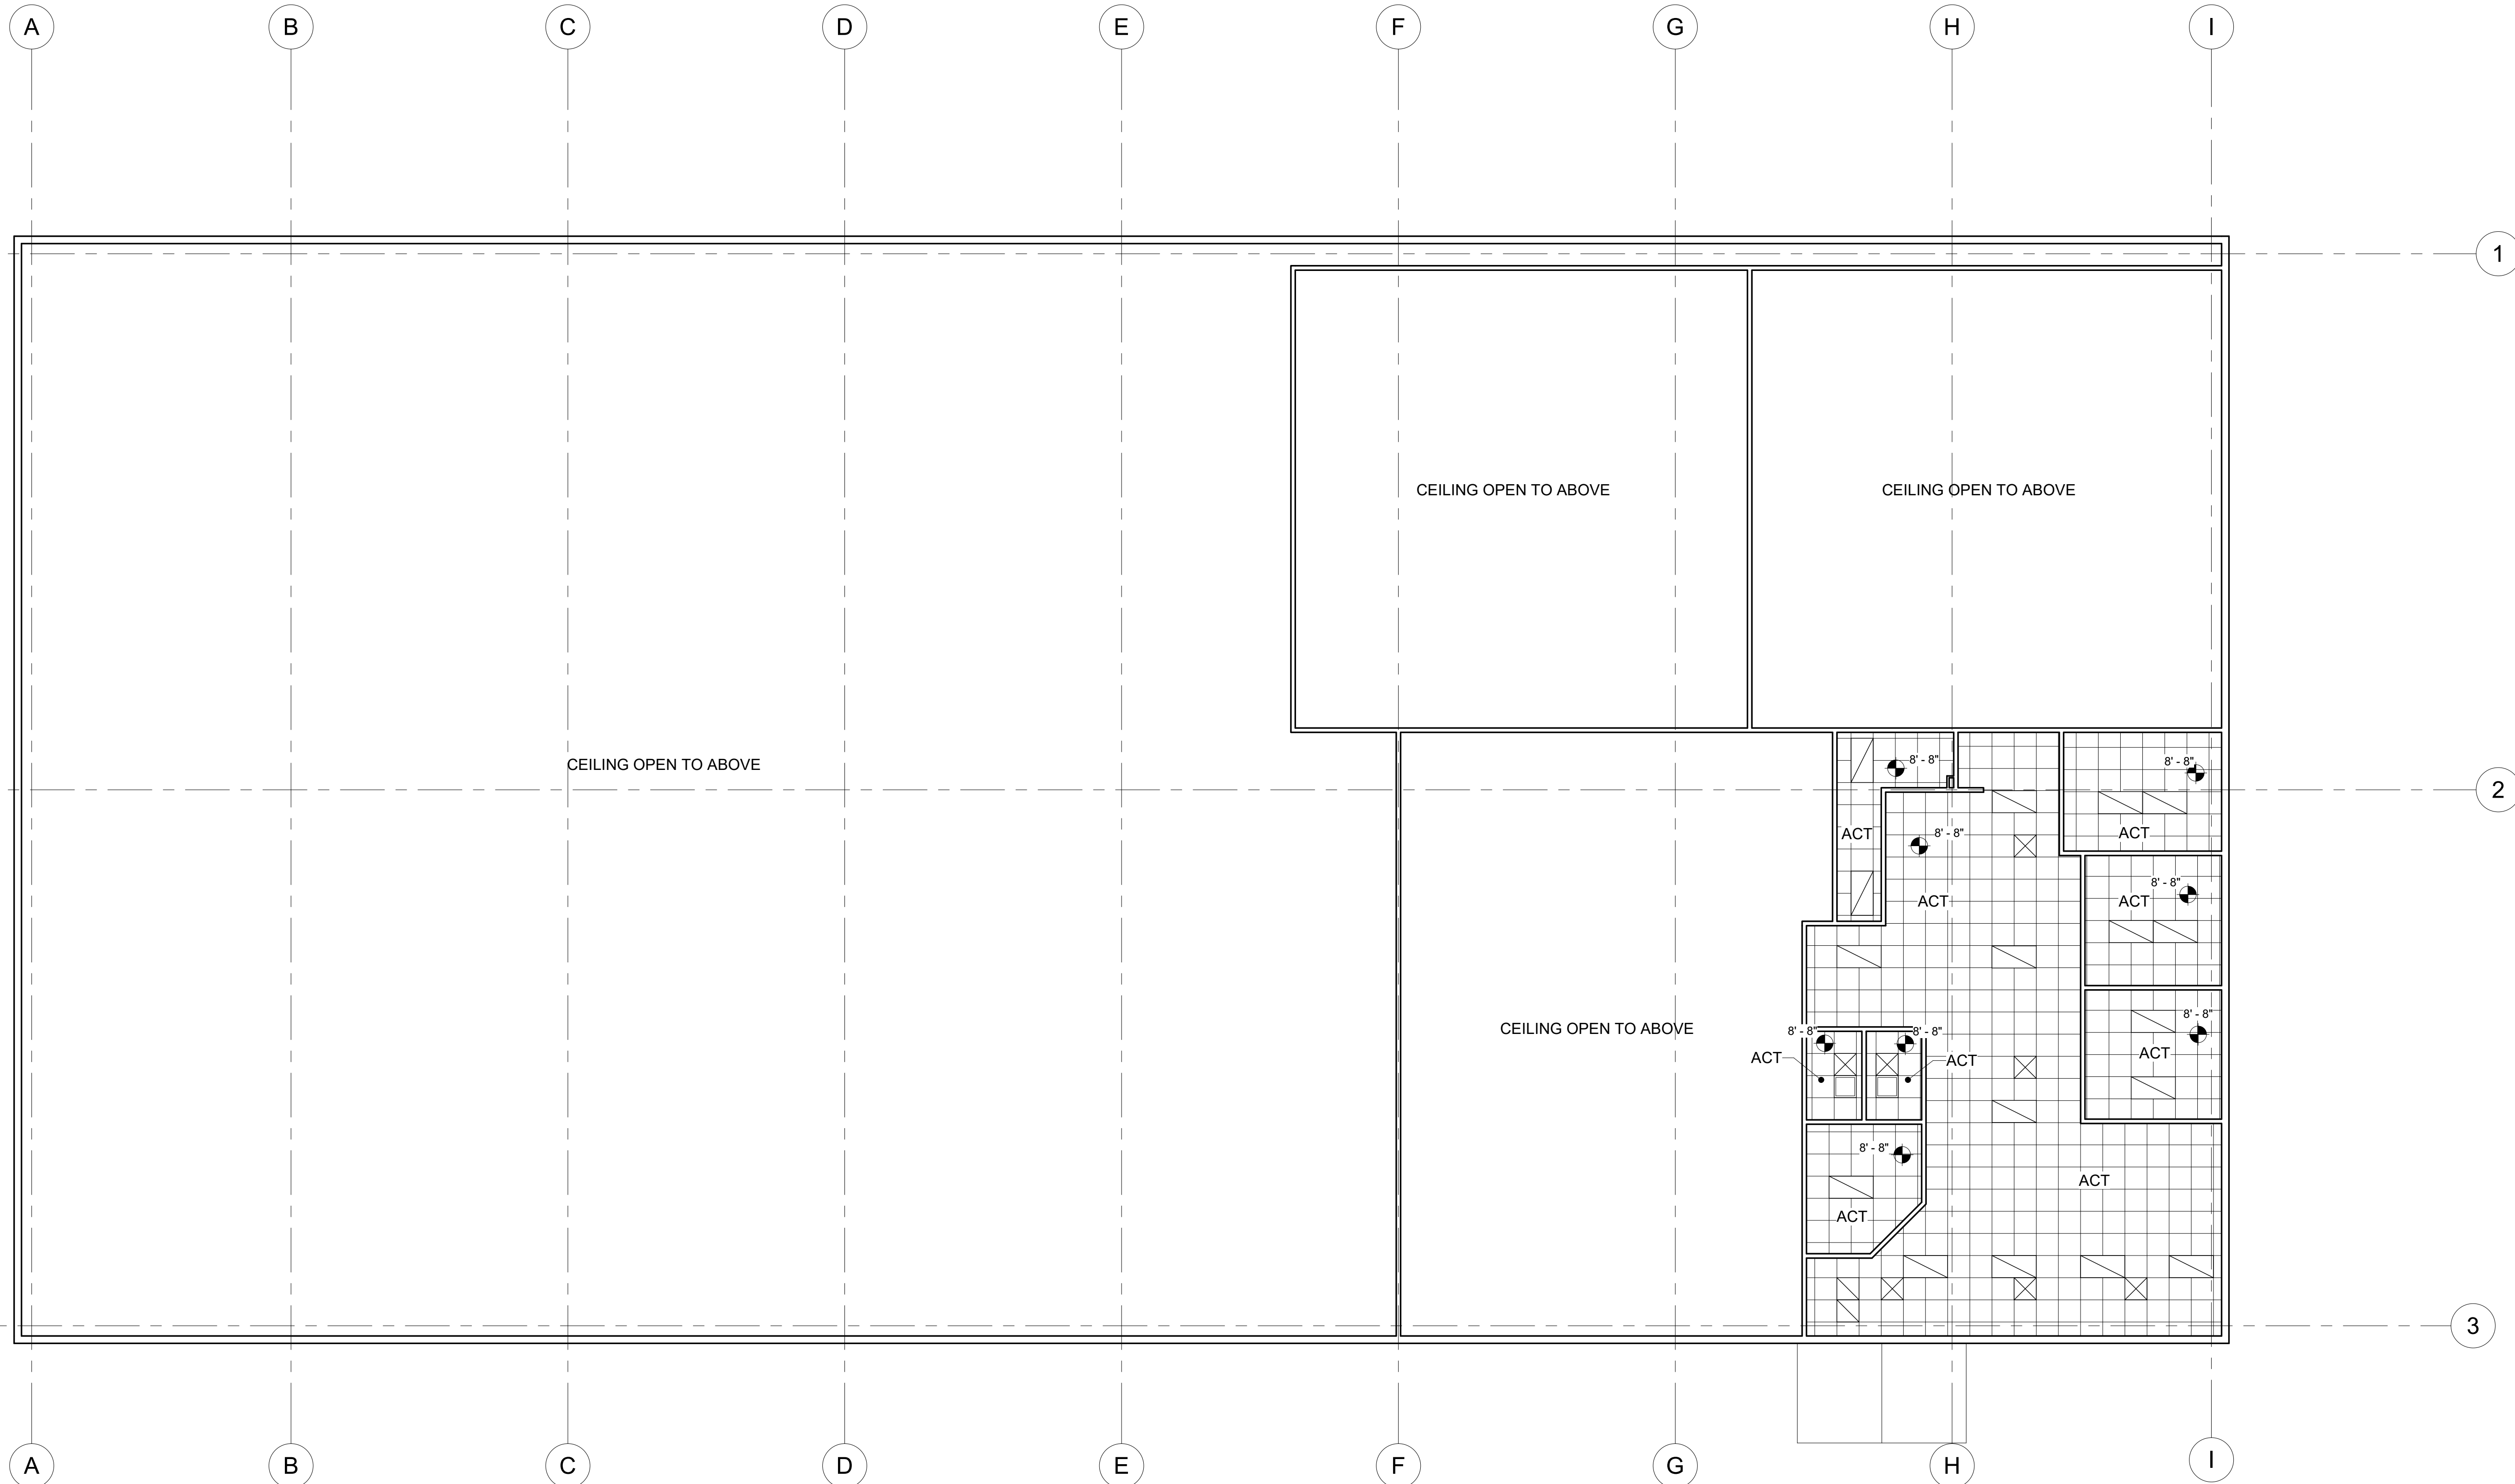 A B C D E F G H I
1
CEILING OPEN TO ABOVE CEILING OPEN TO ABOVE
CEILING OPEN TO ABOVE
8' - 8" 8' - 8"
2
ACT 8' - 8" ACT
8' - 8"
ACT ACT
8' - 8"
CEILING OPEN TO ABOVE 8' - 8" 8' - 8"
ACT ACT ACT
8' - 8"
ACT
ACT
3
A B C D E F G H I